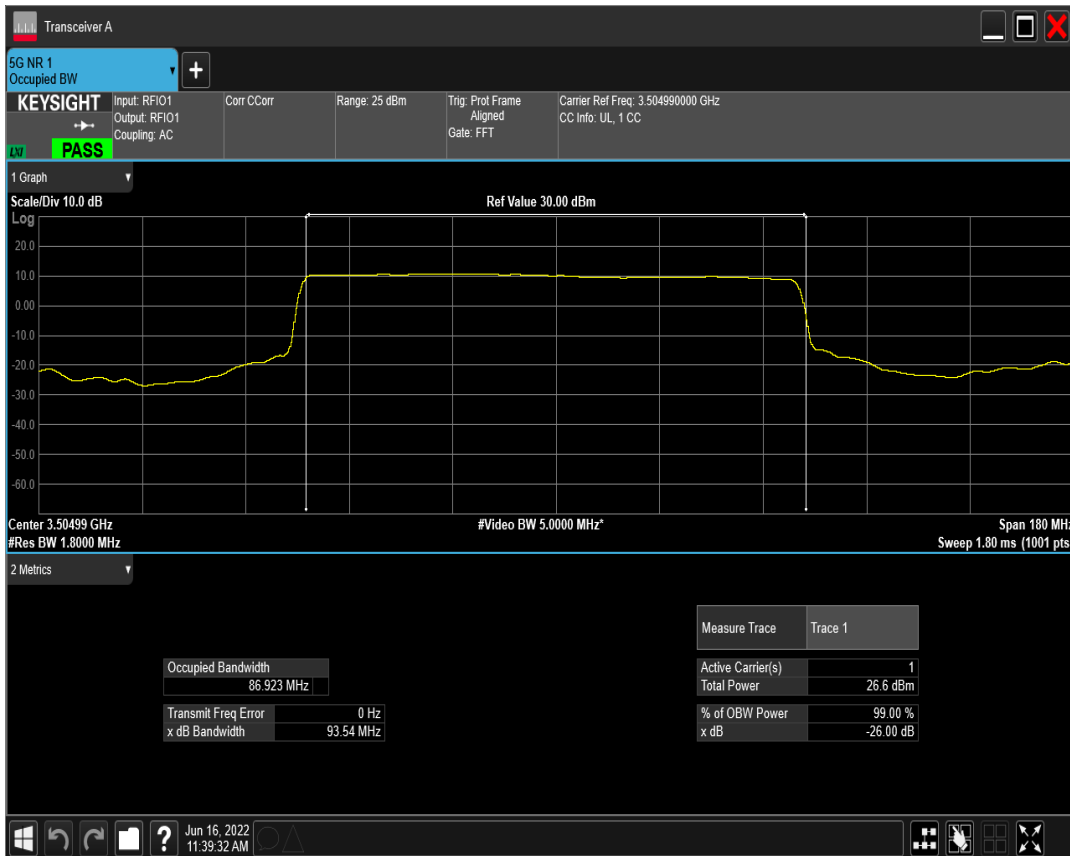 Transceiver A
5G NR 1
Occupied BW
KEYSIGHT
LXI
PASS
Input: RFIO1
Output: RFIO1
Coupling: AC
Corr CCorr
Range: 25 dBm
Trig: Prot Frame
Aligned
Gate: FFT
Carrier Ref Freq: 3.504990000 GHz
CC Info: UL, 1 CC
1 Graph
Scale/Div 10.0 dB
Ref Value 30.00 dBm
Log
20.0
10.0
0.00
-10.0
-20.0
-30.0
-40.0
-50.0
-60.0
Center 3.50499 GHz
#Video BW 5.0000 MHz*
Span 180 MHz
#Res BW 1.8000 MHz
Sweep 1.80 ms (1001 pts
2 Metrics
Measure Trace Trace 1
Occupied Bandwidth
86.923 MHz
Active Carrier(s) 1
Total Power 26.6 dBm
Transmit Freq Error 0 Hz
x dB Bandwidth 93.54 MHz
% of OBW Power 99.00 %
x dB -26.00 dB
?
Jun 16, 2022
11:39:32 AM